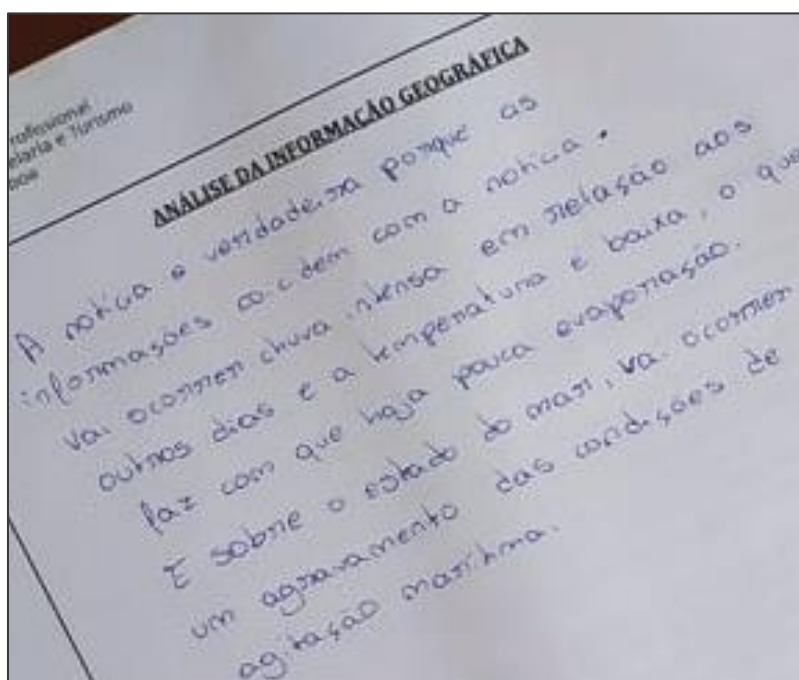 rofissional
elaria e Turismo
boa
ANÁLISE DA INFORMAÇÃO GEOGRÁFICA
A notícia e verdadeira porque as
informações coicidem com a notícia.
Vai ocorrer chuva intensa em relação aos
outros dias e a temperatura é baixa, o que
faz com que haja pouca evaporação.
E sobre o estado do mar, vai ocorrer
um agravamento das condições de
agitação marítima.